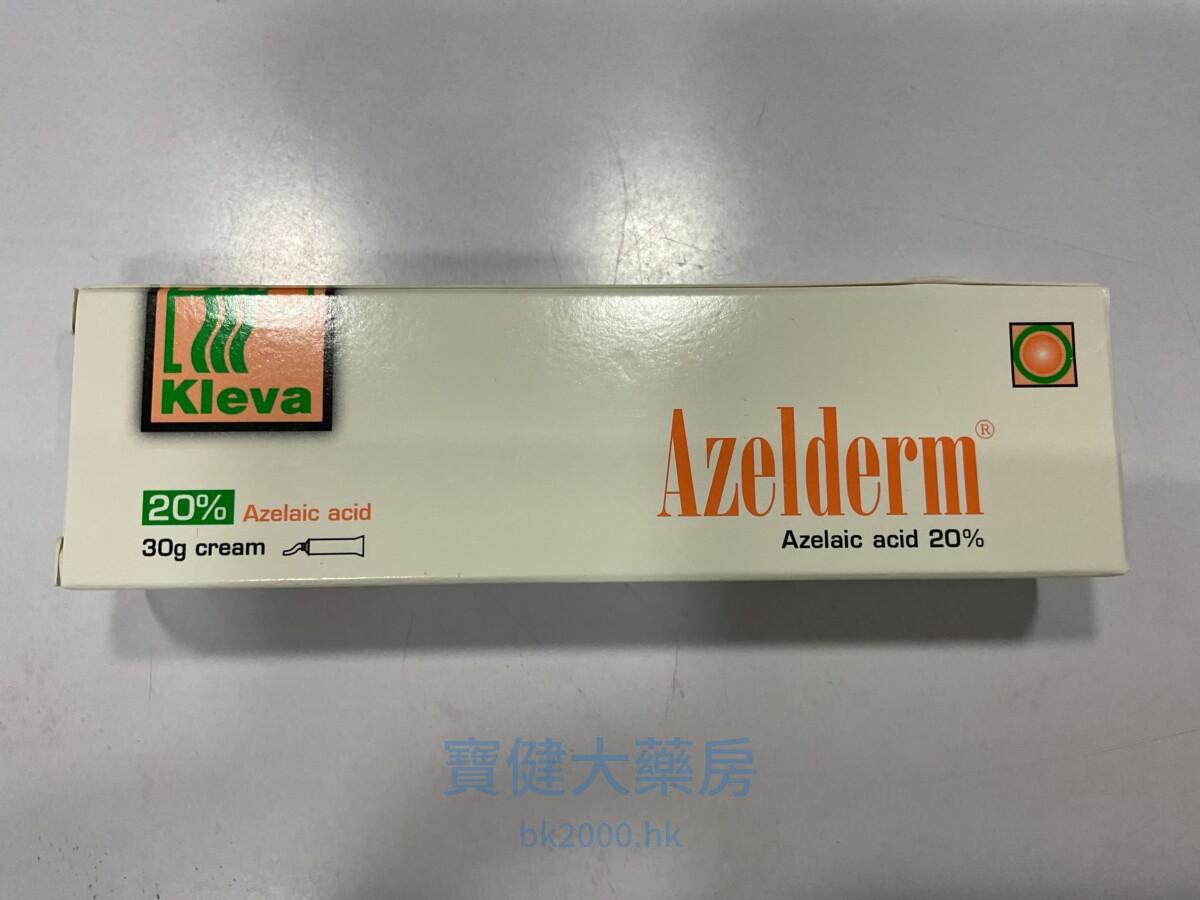 Kleva
Azelderm®
20% Azelaic acid
Azelaic acid 20%
30g cream
寶健大藥房
bk2000.hk